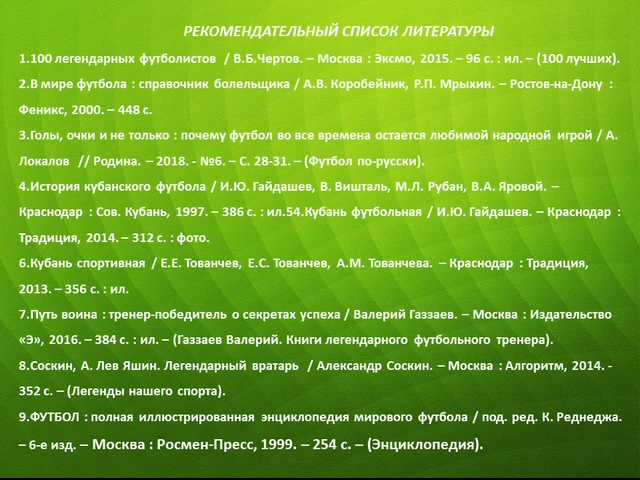 РЕКОМЕНДАТЕЛЬНЫЙ СПИСОК ЛИТЕРАТУРЫ
1.100 легендарных футболистов / В.Б.Чертов. – Москва : Эксмо, 2015. – 96 с. : ил. – (100 лучших).
2.В мире футбола : справочник болельщика / А.В. Коробейник, Р.П. Мрыхин. – Ростов-на-Дону :
Феникс, 2000. – 448 с.
3.Голы, очки и не только : почему футбол во все времена остается любимой народной игрой / А.
Локалов // Родина. – 2018. - №6. – С. 28-31. – (Футбол по-русски).
4.История кубанского футбола / И.Ю. Гайдашев, В. Вишталь, М.Л. Рубан, В.А. Яровой. –
Краснодар : Сов. Кубань, 1997. – 386 с. : ил.54.Кубань футбольная / И.Ю. Гайдашев. – Краснодар :
Традиция, 2014. – 312 с. : фото.
6.Кубань спортивная / Е.Е. Тованчев, Е.С. Тованчев, А.М. Тованчева. – Краснодар : Традиция,
2013. – 356 с. : ил.
7.Путь воина : тренер-победитель о секретах успеха / Валерий Газзаев. – Москва : Издательство
«Э», 2016. – 384 с. : ил. – (Газзаев Валерий. Книги легендарного футбольного тренера).
8.Соскин, А. Лев Яшин. Легендарный вратарь / Александр Соскин. – Москва : Алгоритм, 2014. -
352 с. – (Легенды нашего спорта).
9.ФУТБОЛ : полная иллюстрированная энциклопедия мирового футбола / под. ред. К. Реднеджа.
– 6-е изд. – Москва : Росмен-Пресс, 1999. – 254 с. – (Энциклопедия).